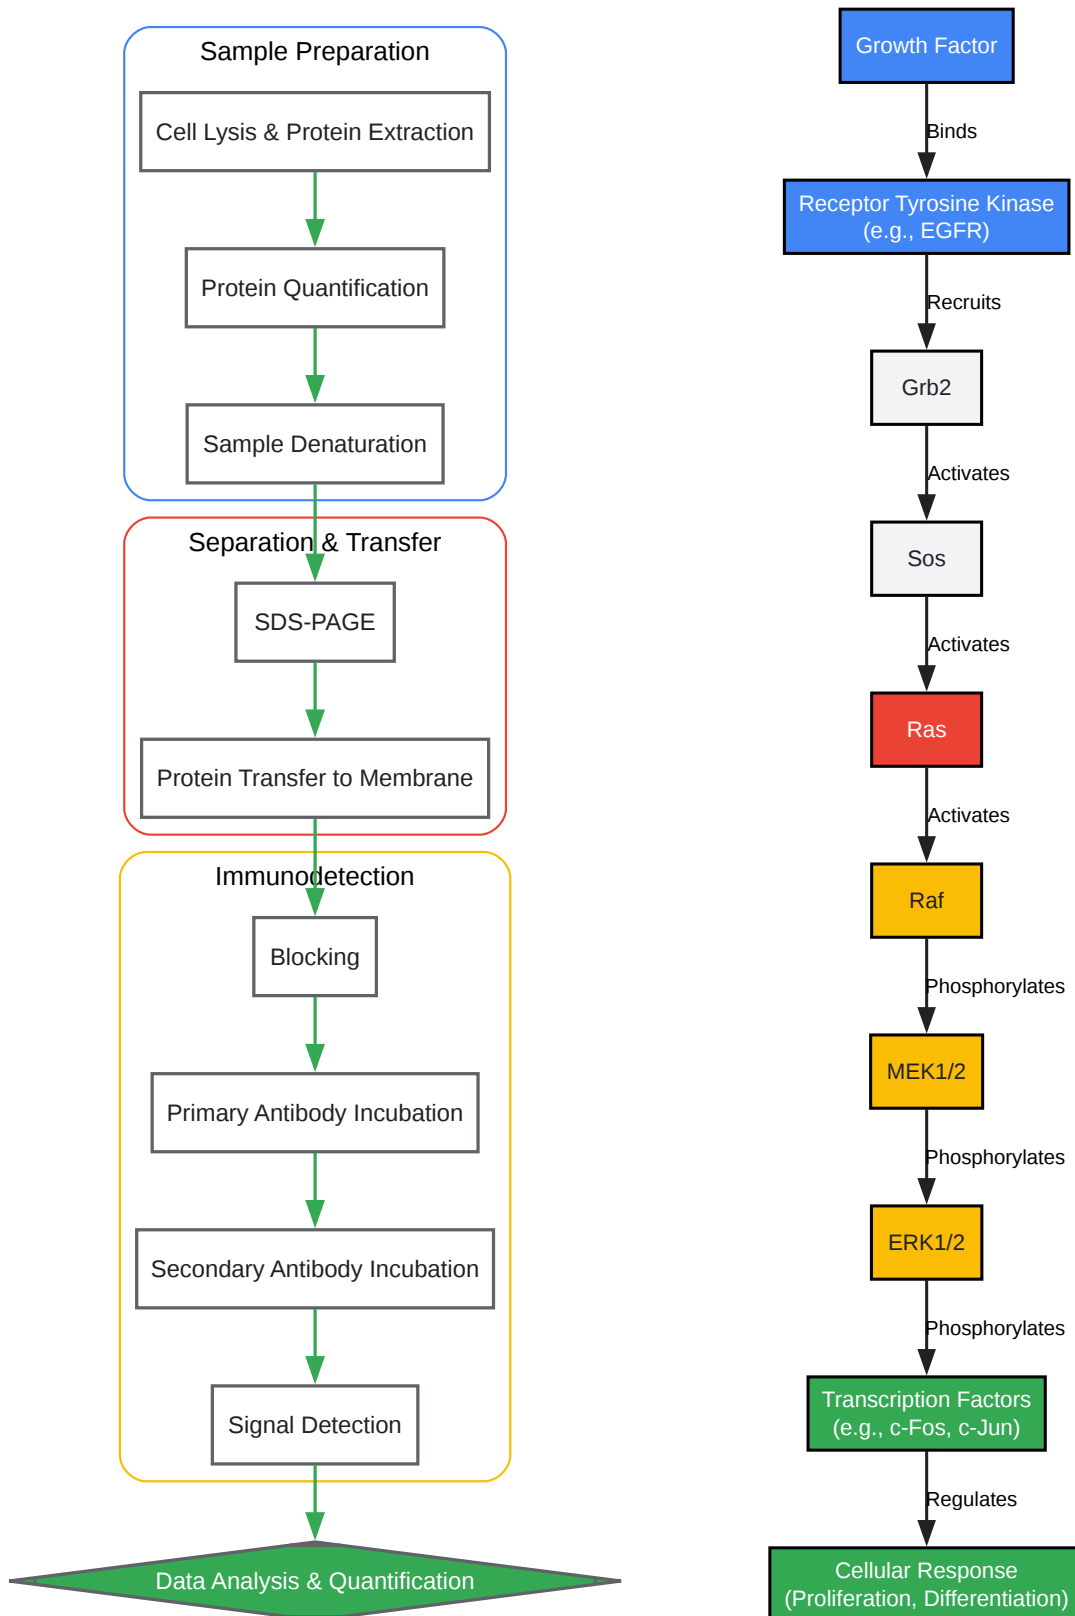 Sample Preparation
Cell Lysis & Protein Extraction
Protein Quantification
Sample Denaturation
Separation & Transfer
SDS-PAGE
Protein Transfer to Membrane
Immunodetection
Blocking
Primary Antibody Incubation
Secondary Antibody Incubation
Signal Detection
Data Analysis & Quantification
Growth Factor
Binds
Receptor Tyrosine Kinase
(e.g., EGFR)
Recruits
Grb2
Activates
Sos
Activates
Ras
Activates
Raf
Phosphorylates
MEK1/2
Phosphorylates
ERK1/2
Phosphorylates
Transcription Factors
(e.g., c-Fos, c-Jun)
Regulates
Cellular Response
(Proliferation, Differentiation)